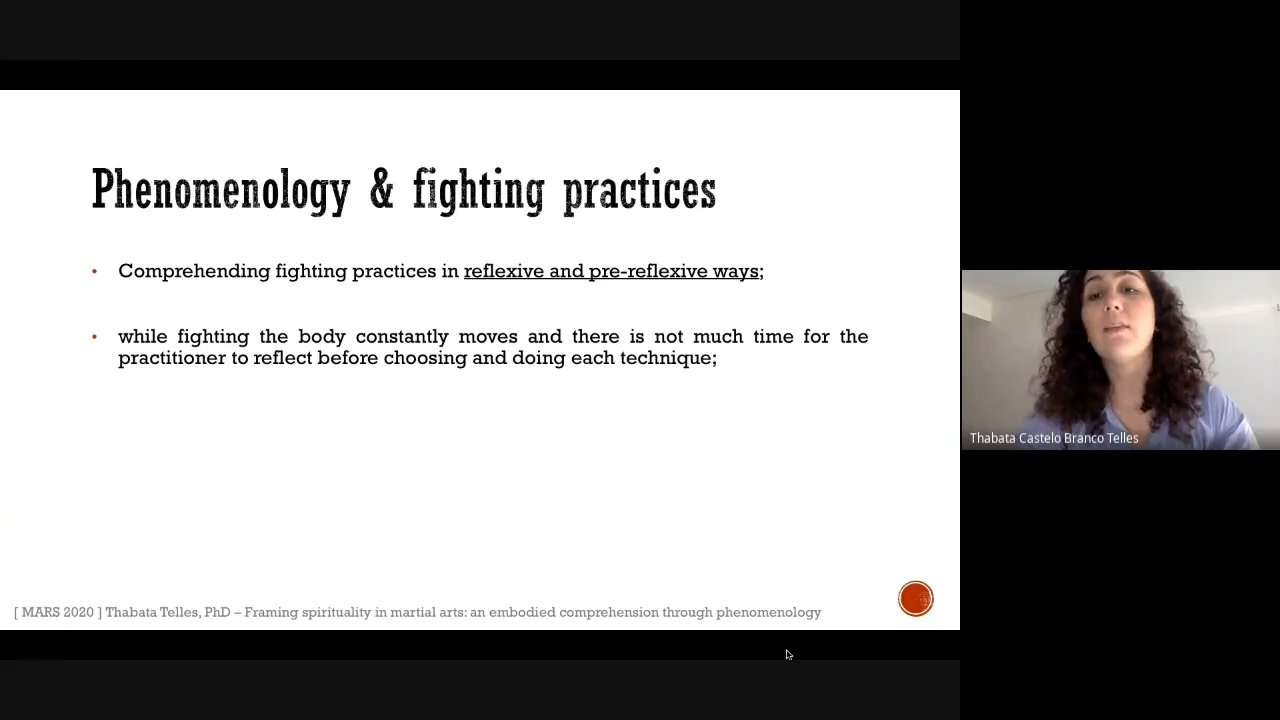 Phenomenology & fighting practices
• Comprehending fighting practices in reflexive and pre-reflexive ways;
• while fighting the body constantly moves and there is not much time for the
practitioner to reflect before choosing and doing each technique;
Thabata Castelo Branco Telles
[ MARS 2020 ] Thabata Telles, PhD – Framing spirituality in martial arts: an embodied comprehension through phenomenology